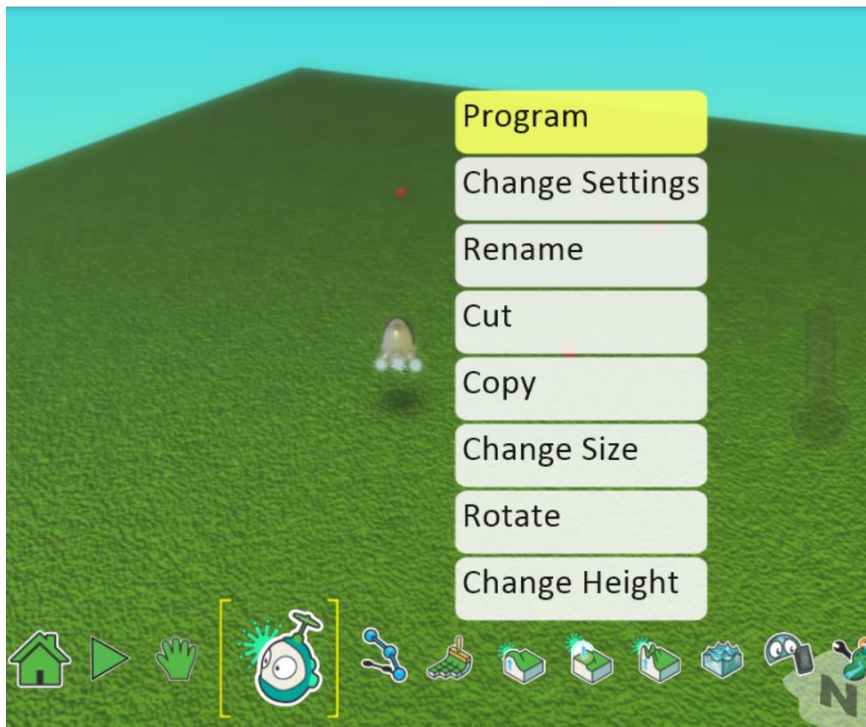 Program
Change Settings
Rename
Cut
Copy
Change Size
Rotate
Change Height
N